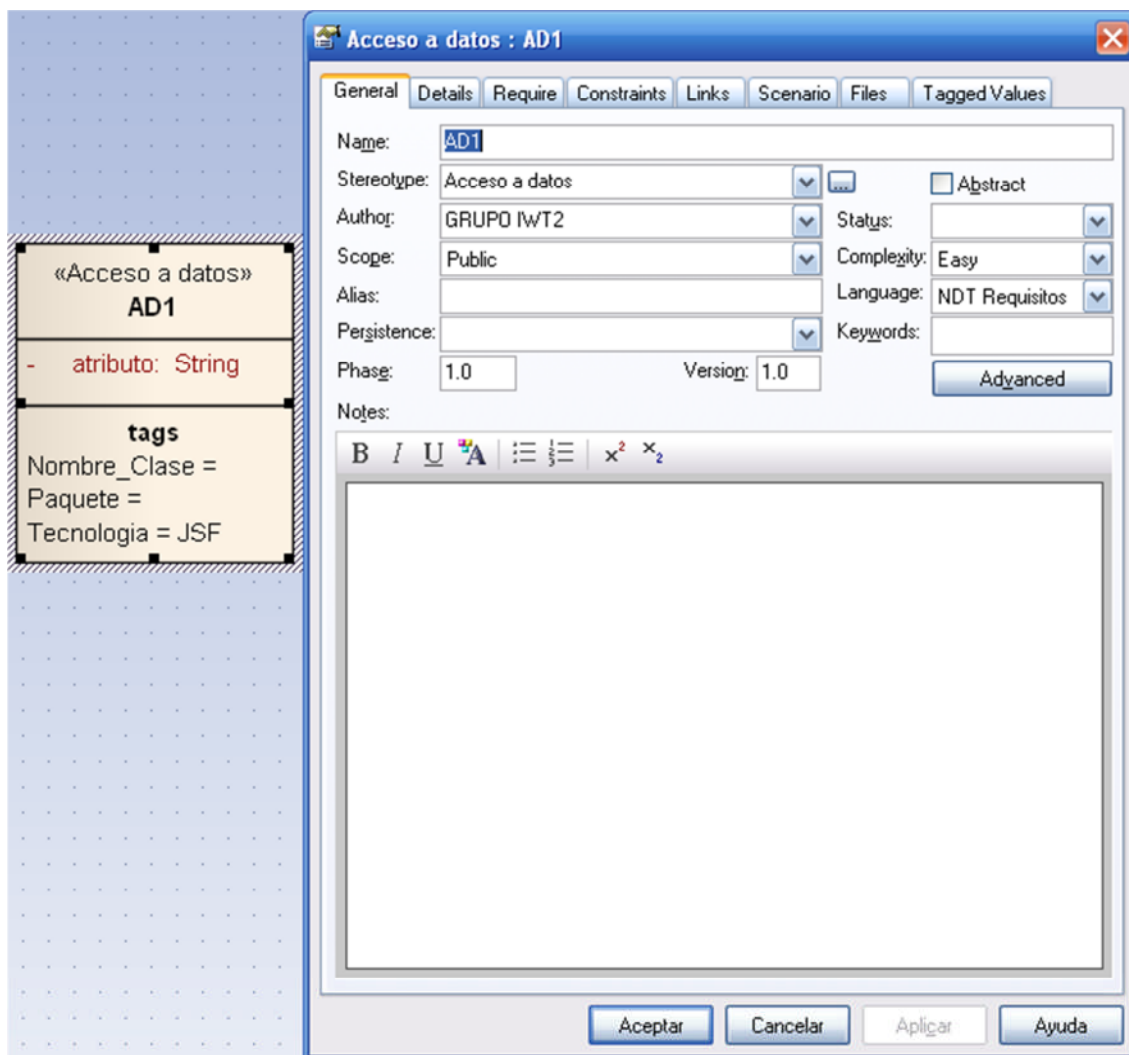 «Acceso a datos»
AD1
- atributo: String
tags
Nombre_Clase =
Paquete =
Tecnologia = JSF
Acceso a datos : AD1
General Details Require Constraints Links Scenario Files Tagged Values
Name: AD1
Stereotype: Acceso a datos ... Abstract
Author: GRUPO IWT2 Status:
Scope: Public Complexity: Easy
Alias: Language: NDT Requisitos
Persistence: Keywords:
Phase: 1.0 Version: 1.0 Advanced
Notes:
B I U A x² x₂
Aceptar Cancelar Aplicar Ayuda